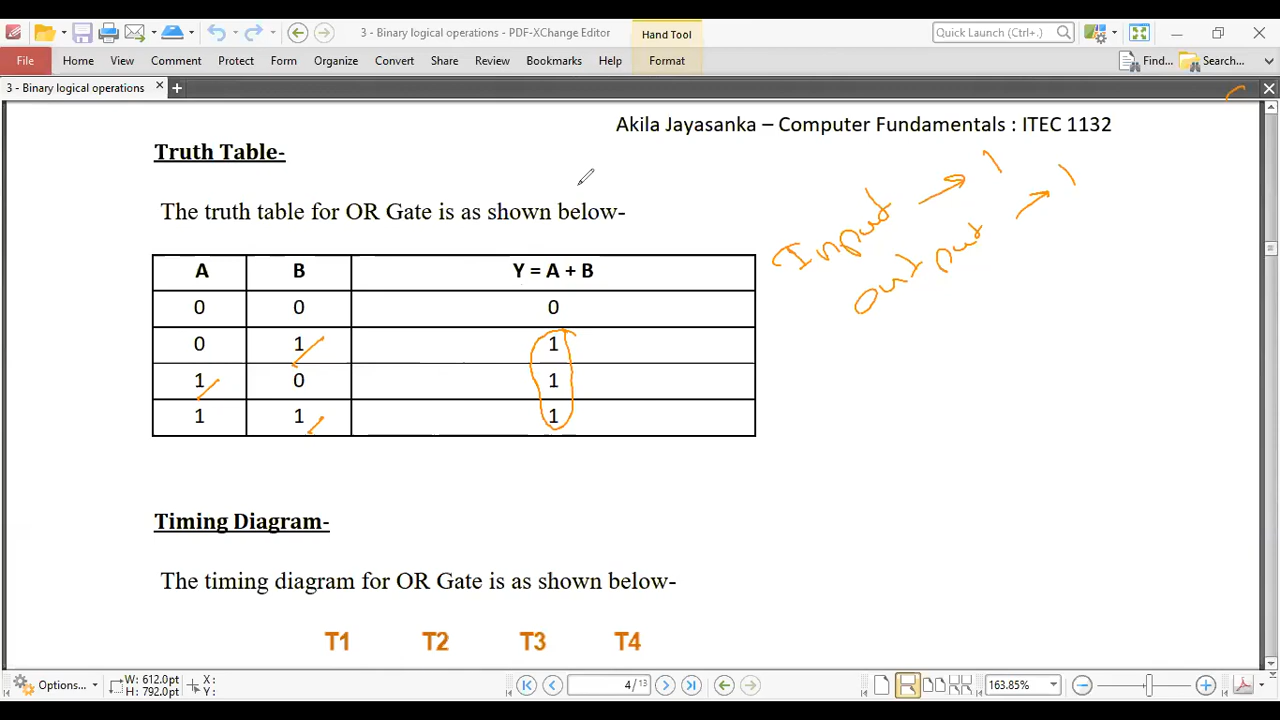 3 - Binary logical operations - PDF-XChange Editor
Hand Tool
Quick Launch (Ctrl+.)
File
Home
View
Comment
Protect
Form
Organize
Convert
Share
Review
Bookmarks
Help
Format
Find...
Search...
3 - Binary logical operations
Akila Jayasanka – Computer Fundamentals : ITEC 1132
Truth Table-
The truth table for OR Gate is as shown below-
Input → 1
Output → 1
A B Y = A + B
0 0 0
0 1 1
1 0 1
1 1 1
Timing Diagram-
The timing diagram for OR Gate is as shown below-
T1 T2 T3 T4
Options...
W: 612.0pt
H: 792.0pt
X:
Y:
4 / 13
163.85%